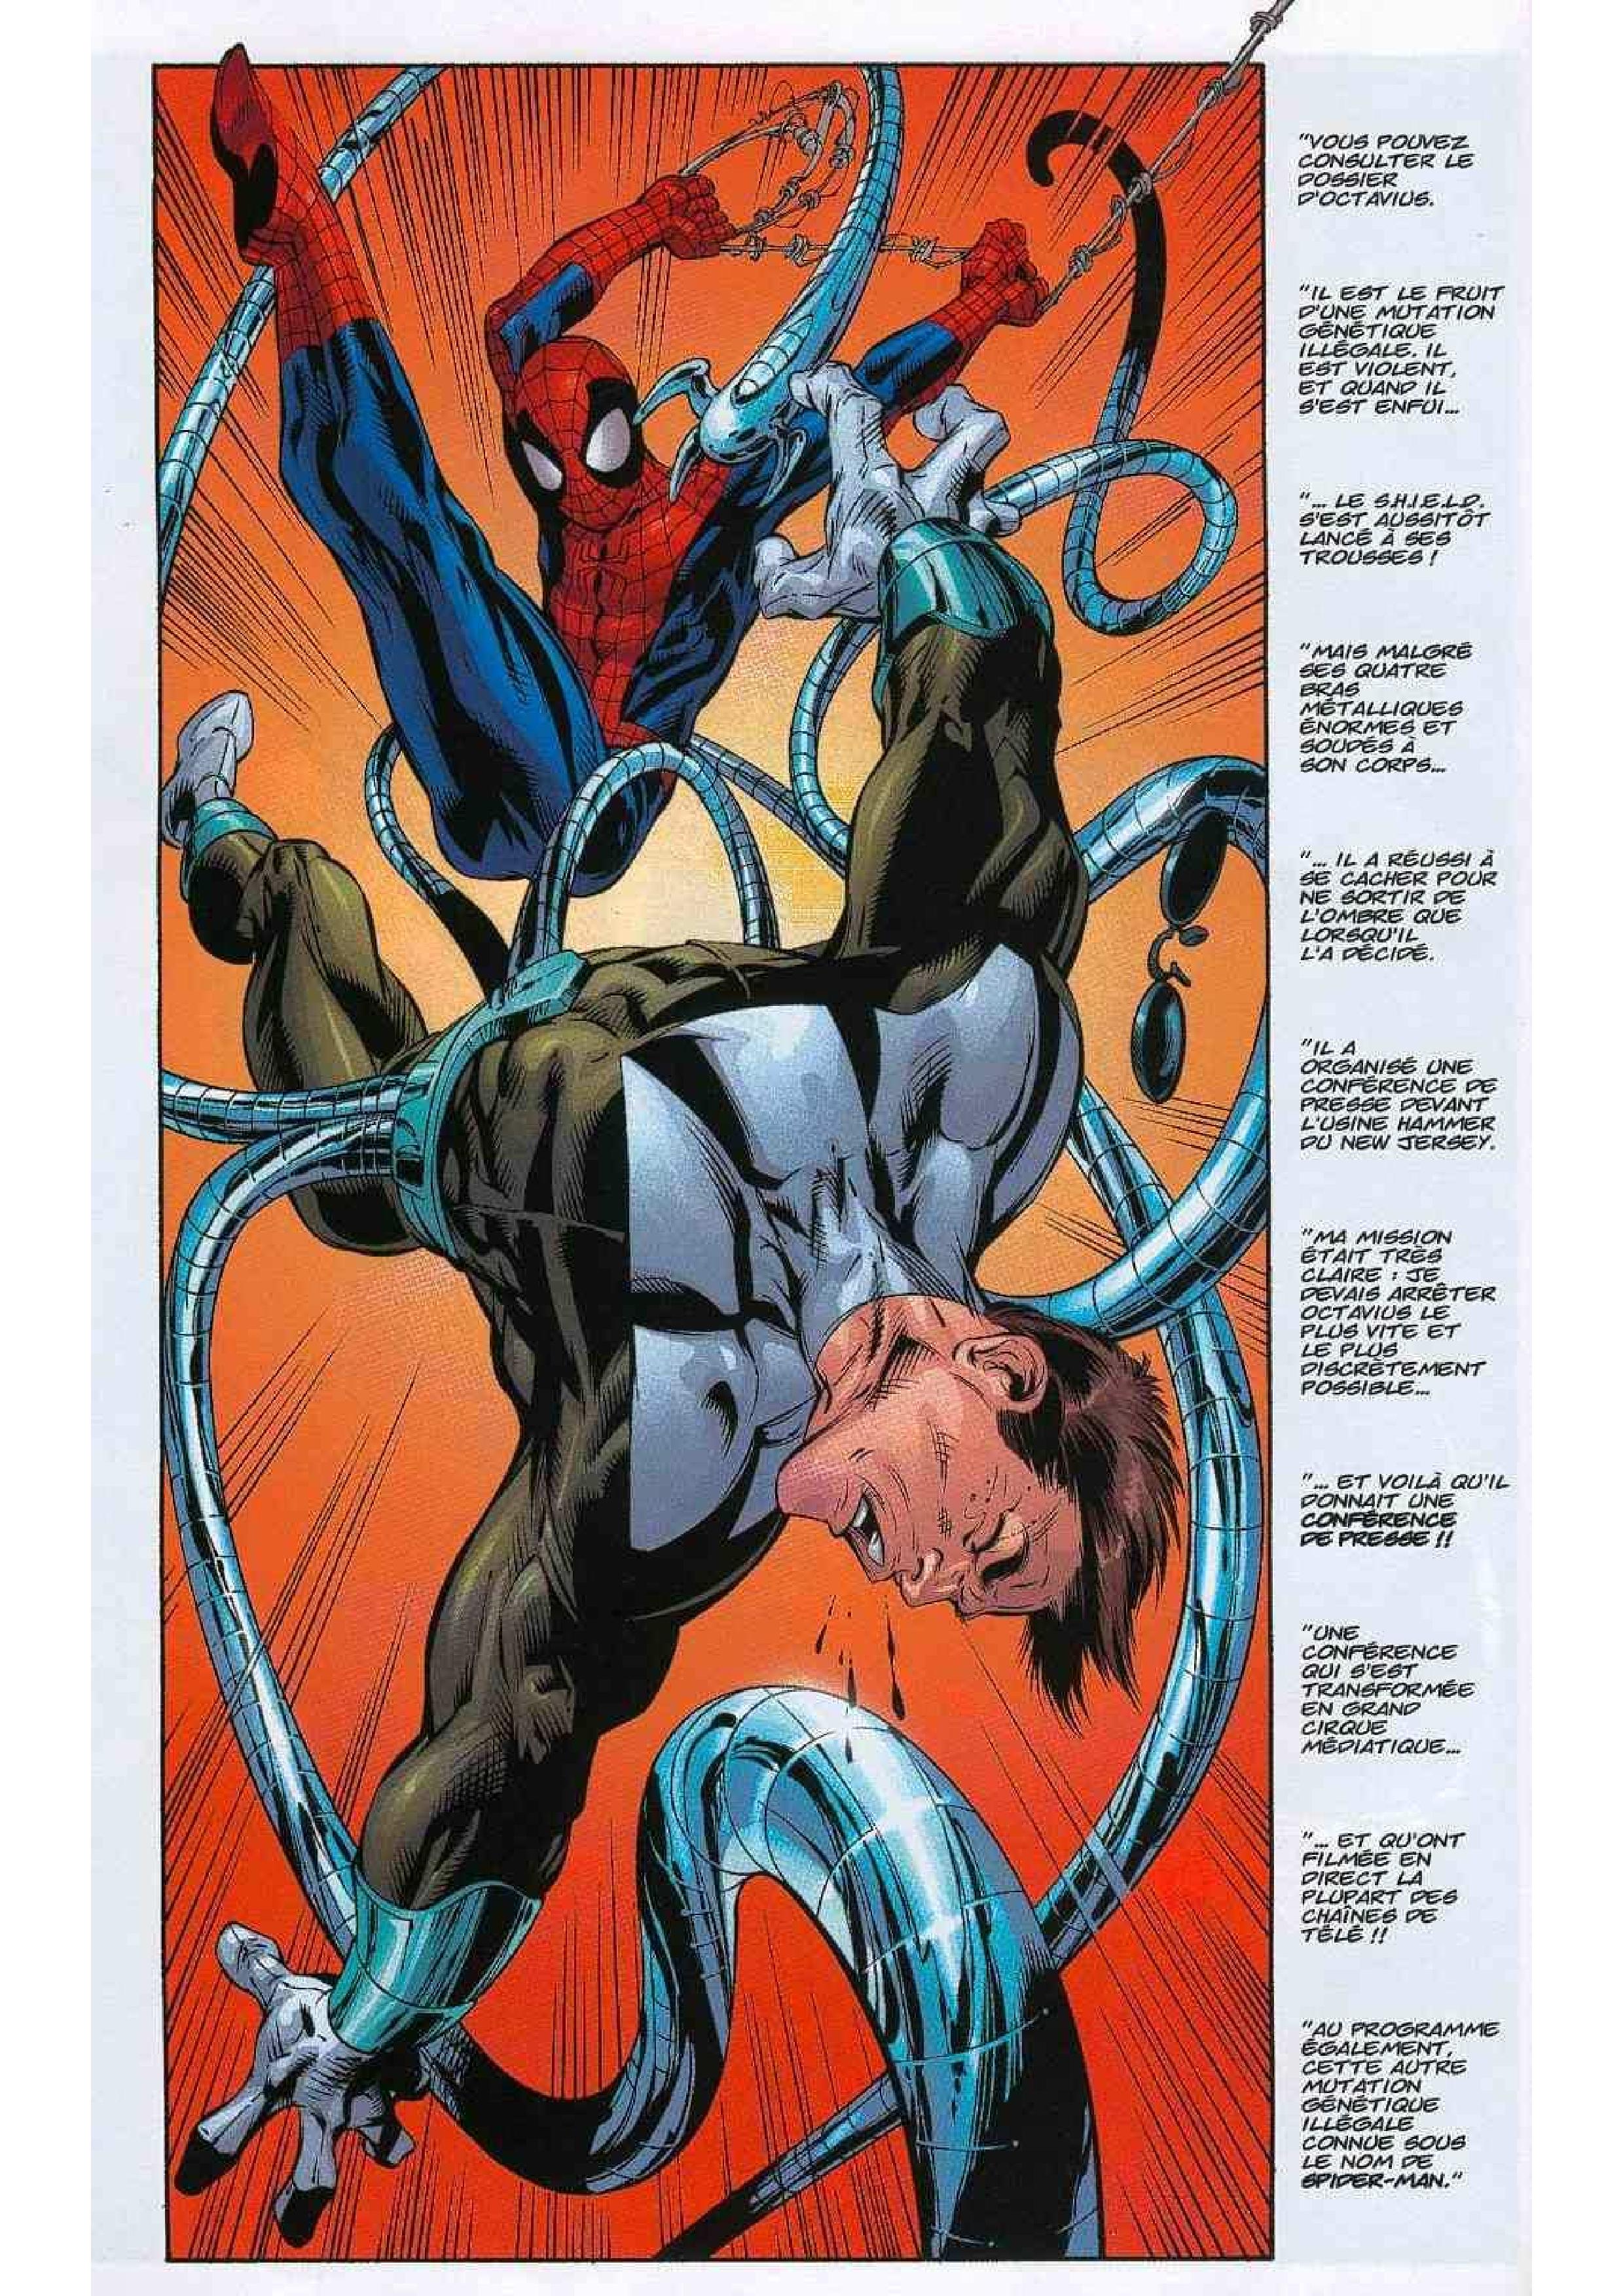 "VOUS POUVEZ
CONSULTER LE
DOSSIER
D'OCTAVIUS.
"IL EST LE FRUIT
D'UNE MUTATION
GÉNÉTIQUE
ILLÉGALE. IL
EST VIOLENT,
ET QUAND IL
S'EST ENFUI...
"... LE S.H.I.E.L.D.
S'EST AUSSITÔT
LANCÉ À SES
TROUSSES !
"MAIS MALGRÉ
SES QUATRE
BRAS
MÉTALLIQUES
ÉNORMES ET
SOUDÉS À
SON CORPS...
"... IL A RÉUSSI À
SE CACHER POUR
NE SORTIR DE
L'OMBRE QUE
LORSQU'IL
L'A DÉCIDÉ.
"IL A
ORGANISÉ UNE
CONFÉRENCE DE
PRESSE DEVANT
L'USINE HAMMER
DU NEW JERSEY.
"MA MISSION
ÉTAIT TRÈS
CLAIRE : JE
DEVAIS ARRÊTER
OCTAVIUS LE
PLUS VITE ET
LE PLUS
DISCRÈTEMENT
POSSIBLE...
"... ET VOILÀ QU'IL
DONNAIT UNE
CONFÉRENCE
DE PRESSE !!
"UNE
CONFÉRENCE
QUI S'EST
TRANSFORMÉE
EN GRAND
CIRQUE
MÉDIATIQUE...
"... ET QU'ONT
FILMÉE EN
DIRECT LA
PLUPART DES
CHAÎNES DE
TÉLÉ !!
"AU PROGRAMME
ÉGALEMENT,
CETTE AUTRE
MUTATION
GÉNÉTIQUE
ILLÉGALE
CONNUE SOUS
LE NOM DE
SPIDER-MAN."